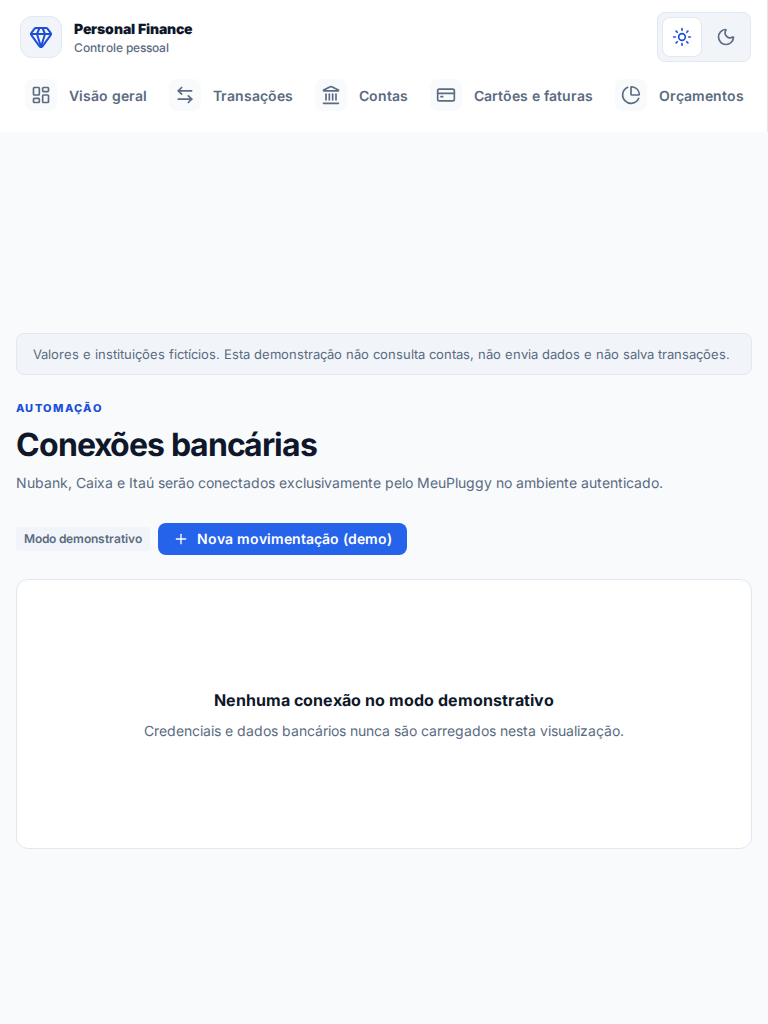 Personal Finance
Controle pessoal
Visão geral
Transações
Contas
Cartões e faturas
Orçamentos
Valores e instituições fictícios. Esta demonstração não consulta contas, não envia dados e não salva transações.
AUTOMAÇÃO
Conexões bancárias
Nubank, Caixa e Itaú serão conectados exclusivamente pelo MeuPluggy no ambiente autenticado.
Modo demonstrativo
Nova movimentação (demo)
Nenhuma conexão no modo demonstrativo
Credenciais e dados bancários nunca são carregados nesta visualização.